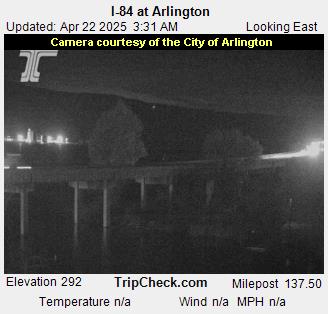 I-84 at Arlington
Updated: Apr 22 2025 3:31 AM Looking East
Camera courtesy of the City of Arlington
Elevation 292 TripCheck.com Milepost 137.50
Temperature n/a Wind n/a MPH n/a